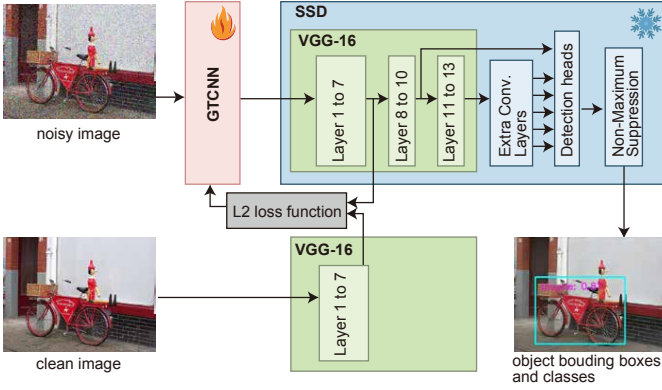 SSD
VGG-16
GTCNN
Layer 1 to 7
Layer 8 to 10
Layer 11 to 13
Extra Conv.
Layers
Detection heads
Non-Maximum
Suppression
noisy image
L2 loss function
VGG-16
Layer 1 to 7
clean image
object bouding boxes
and classes